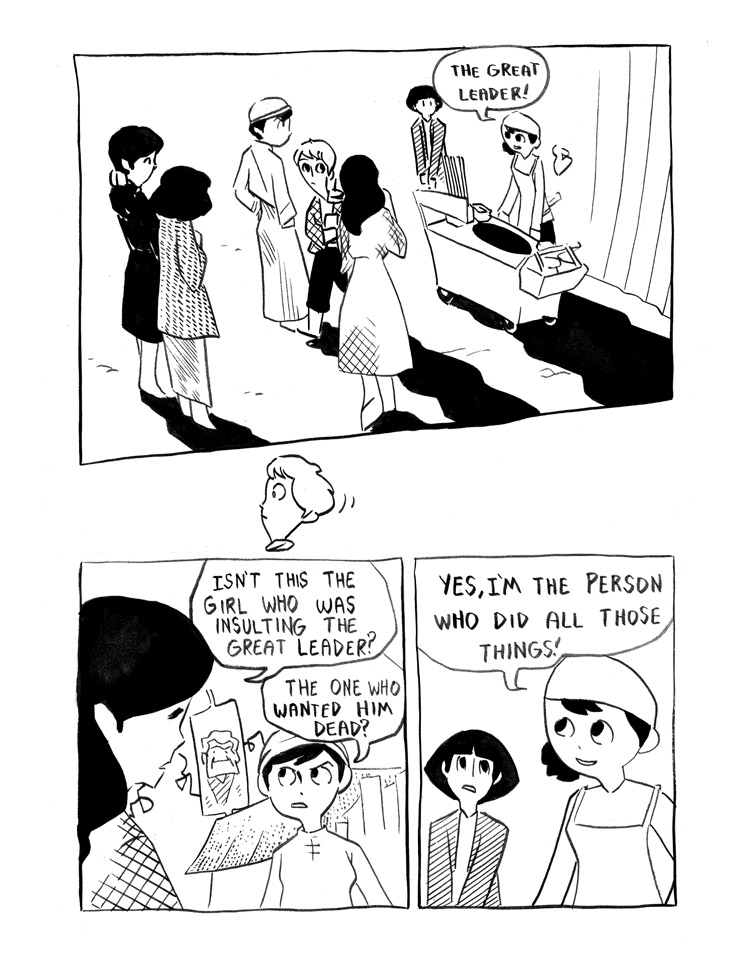 THE GREAT
LEADER!
ISN'T THIS THE
GIRL WHO WAS
INSULTING THE
GREAT LEADER?
THE ONE WHO
WANTED HIM
DEAD?
YES, I'M THE PERSON
WHO DID ALL THOSE
THINGS!